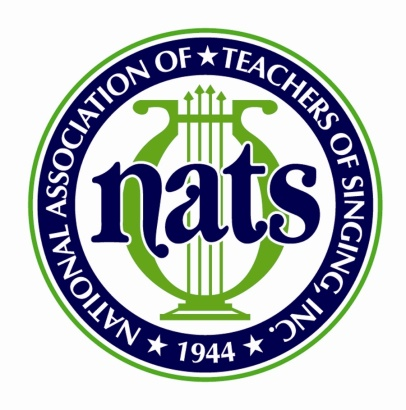 NATIONAL ASSOCIATION OF ★ TEACHERS OF SINGING, INC.
nats
★ 1944 ★